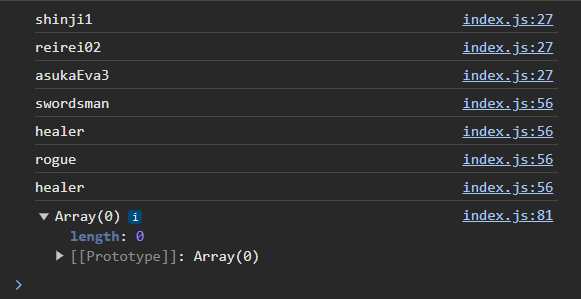 shinji1 index.js:27
reirei02 index.js:27
asukaEva3 index.js:27
swordsman index.js:56
healer index.js:56
rogue index.js:56
healer index.js:56
▼ Array(0) i index.js:81
length: 0
▶ [[Prototype]]: Array(0)
>